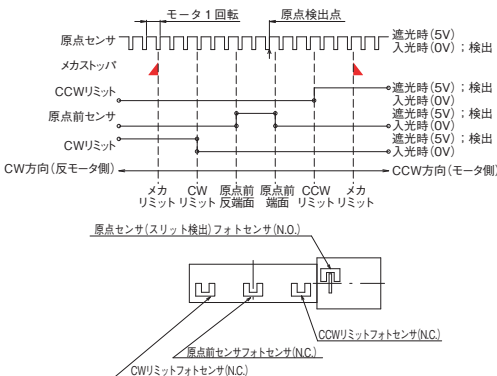 モータ1回転
原点検出点
原点センサ
遮光時(5V)
入光時(0V);検出
メカストッパ
CCWリミット
遮光時(5V);検出
入光時(0V)
原点前センサ
遮光時(5V);検出
入光時(0V)
CWリミット
遮光時(5V);検出
入光時(0V)
CW方向(反モータ側)
CCW方向(モータ側)
メカ
リミット
CW
リミット
原点前
反端面
原点前
端面
CCW
リミット
メカ
リミット
原点センサ(スリット検出)フォトセンサ(N.O.)
CCWリミットフォトセンサ(N.C.)
原点前センサフォトセンサ(N.C.)
CWリミットフォトセンサ(N.C.)